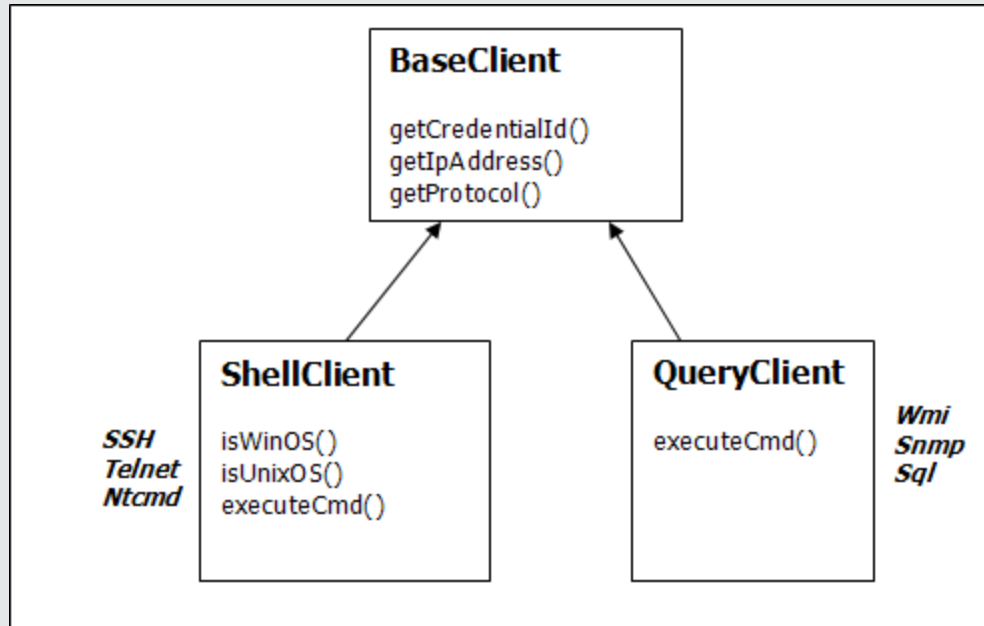 BaseClient
getCredentialId()
getIpAddress()
getProtocol()
ShellClient
isWinOS()
isUnixOS()
executeCmd()
SSH
Telnet
Ntcmd
QueryClient
executeCmd()
Wmi
Snmp
Sql